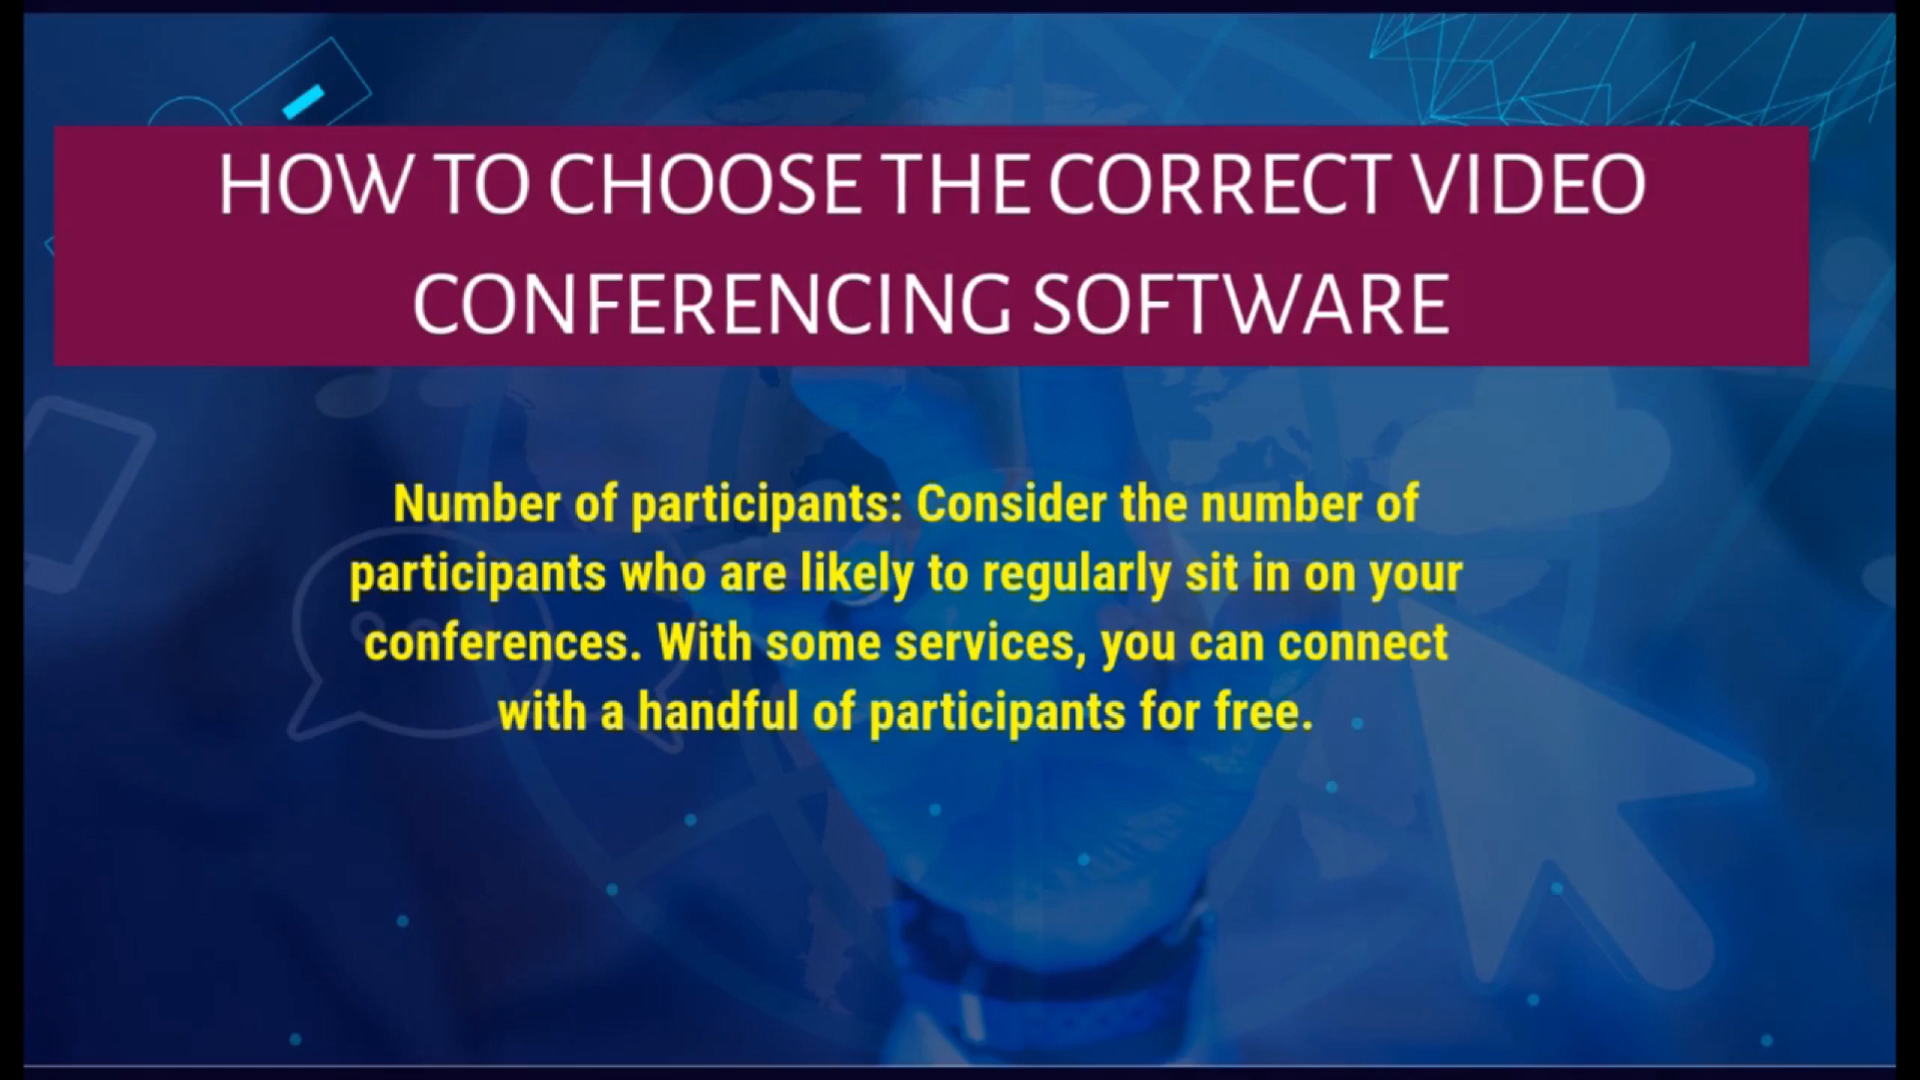 HOW TO CHOOSE THE CORRECT VIDEO
CONFERENCING SOFTWARE
Number of participants: Consider the number of
participants who are likely to regularly sit in on your
conferences. With some services, you can connect
with a handful of participants for free.